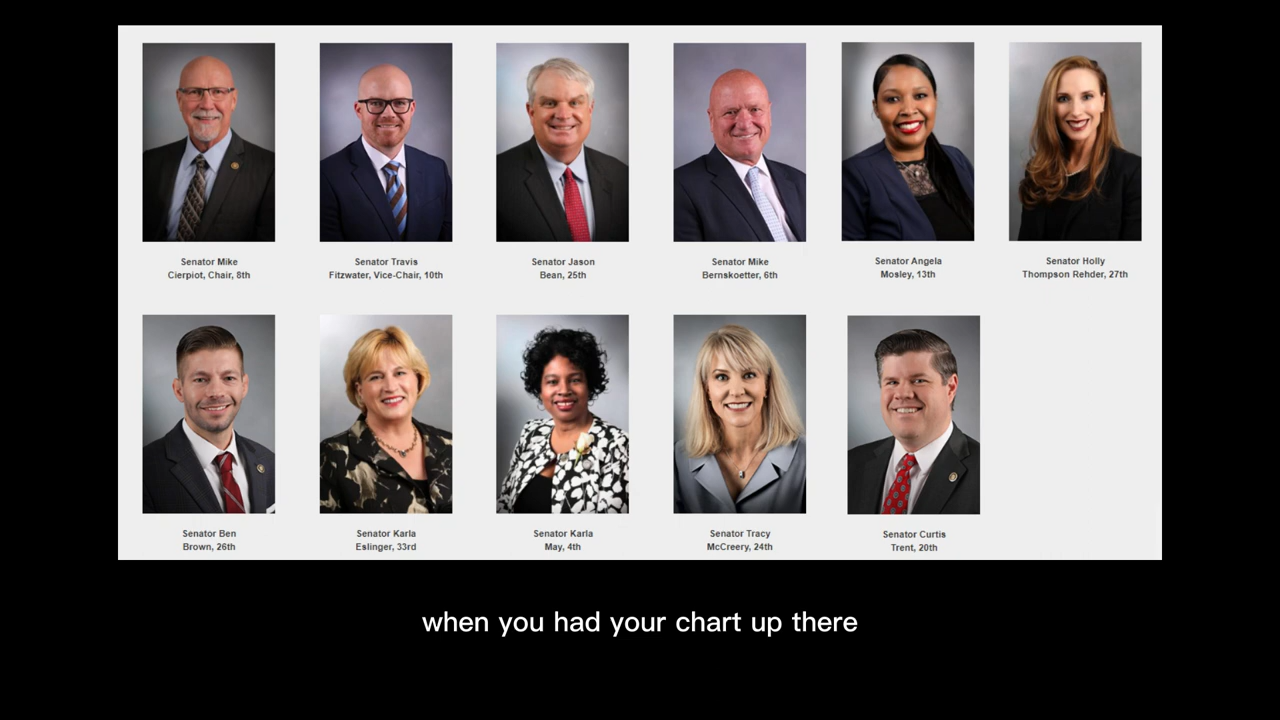 Senator Mike
Cierpiot, Chair, 8th
Senator Travis
Fitzwater, Vice-Chair, 10th
Senator Jason
Bean, 25th
Senator Mike
Bernskoetter, 6th
Senator Angela
Mosley, 13th
Senator Holly
Thompson Rehder, 27th
Senator Ben
Brown, 26th
Senator Karla
Eslinger, 33rd
Senator Karla
May, 4th
Senator Tracy
McCreery, 24th
Senator Curtis
Trent, 20th
when you had your chart up there